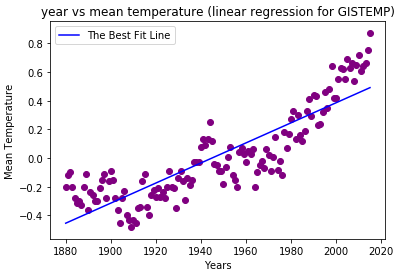 year vs mean temperature (linear regression for GISTEMP)
The Best Fit Line
Mean Temperature
0.8
0.6
0.4
0.2
0.0
−0.2
−0.4
1880 1900 1920 1940 1960 1980 2000 2020
Years